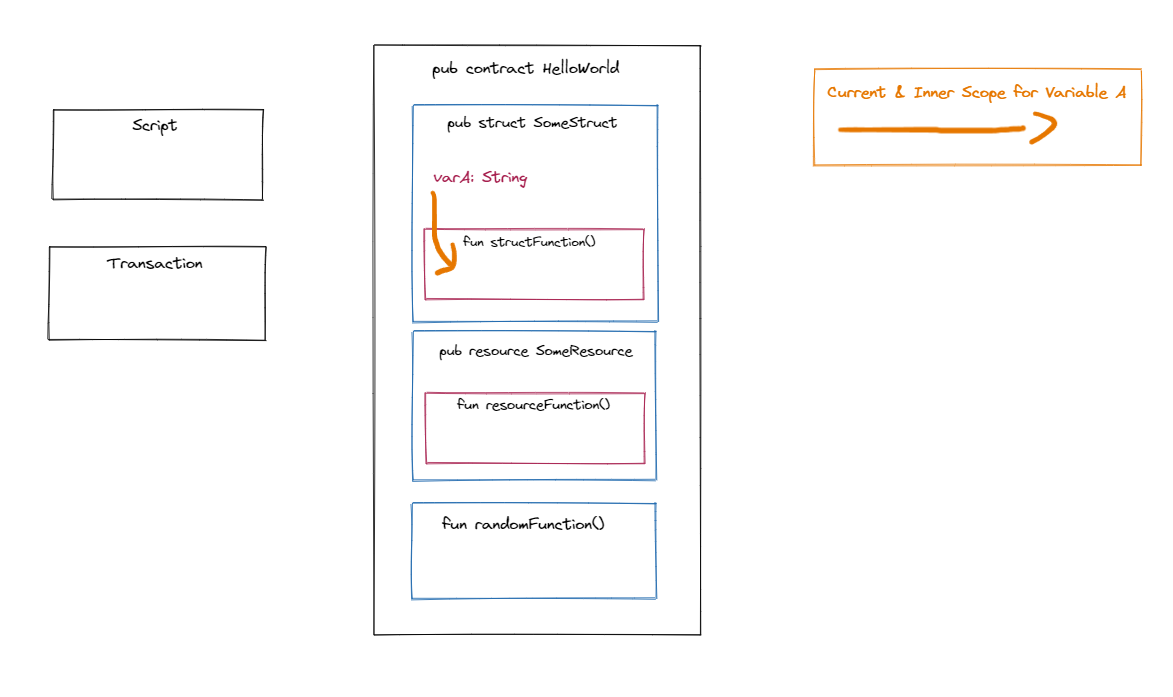 Script
Transaction
pub contract HelloWorld
pub struct SomeStruct
varA: String
fun structFunction()
pub resource SomeResource
fun resourceFunction()
fun randomFunction()
Current & Inner Scope for Variable A